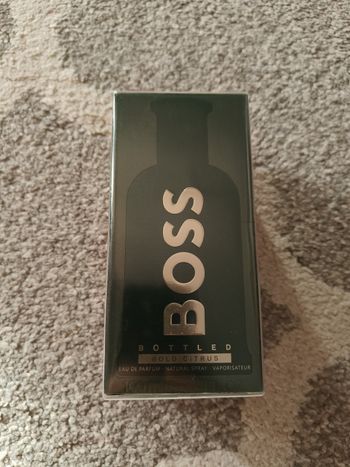 BOSS
BOTTLED
BOLD CITRUS
EAU DE PARFUM · NATURAL SPRAY · VAPORISATEUR